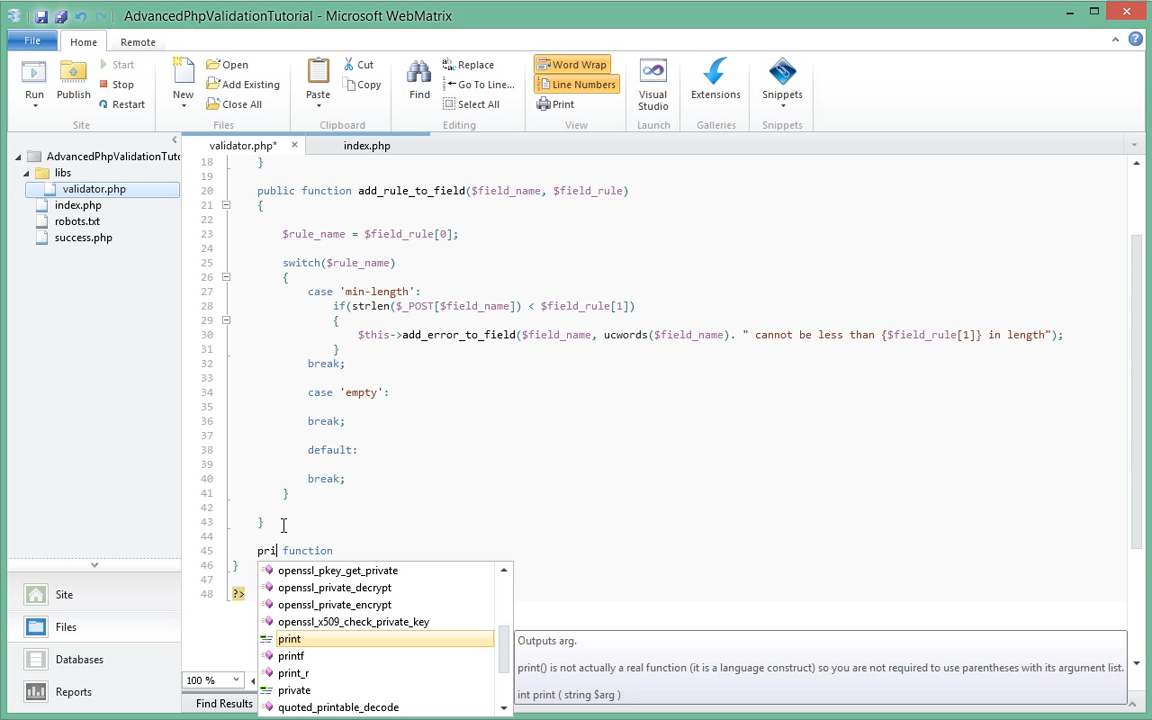 AdvancedPhpValidationTutorial - Microsoft WebMatrix
File Home Remote
Run Publish Start Stop Restart
Site
New Open Add Existing Close All
Files
Paste Cut Copy
Clipboard
Find Replace Go To Line... Select All
Editing
Word Wrap Line Numbers Print
View
Visual Studio
Launch
Extensions
Galleries
Snippets
Snippets
validator.php* index.php
AdvancedPhpValidationTuto
libs
validator.php
index.php
robots.txt
success.php
Site
Files
Databases
Reports
18 }
19
20 public function add_rule_to_field($field_name, $field_rule)
21 {
22
23 $rule_name = $field_rule[0];
24
25 switch($rule_name)
26 {
27 case 'min-length':
28 if(strlen($_POST[$field_name]) < $field_rule[1])
29 {
30 $this->add_error_to_field($field_name, ucwords($field_name). " cannot be less than {$field_rule[1]} in length");
31 }
32 break;
33
34 case 'empty':
35
36 break;
37
38 default:
39
40 break;
41 }
42
43 }
44
45 pri function
46 }
47
48 ?>
openssl_pkey_get_private
openssl_private_decrypt
openssl_private_encrypt
openssl_x509_check_private_key
print
printf
print_r
private
quoted_printable_decode
Outputs arg.
print() is not actually a real function (it is a language construct) so you are not required to use parentheses with its argument list.
int print ( string $arg )
100 %
Find Results